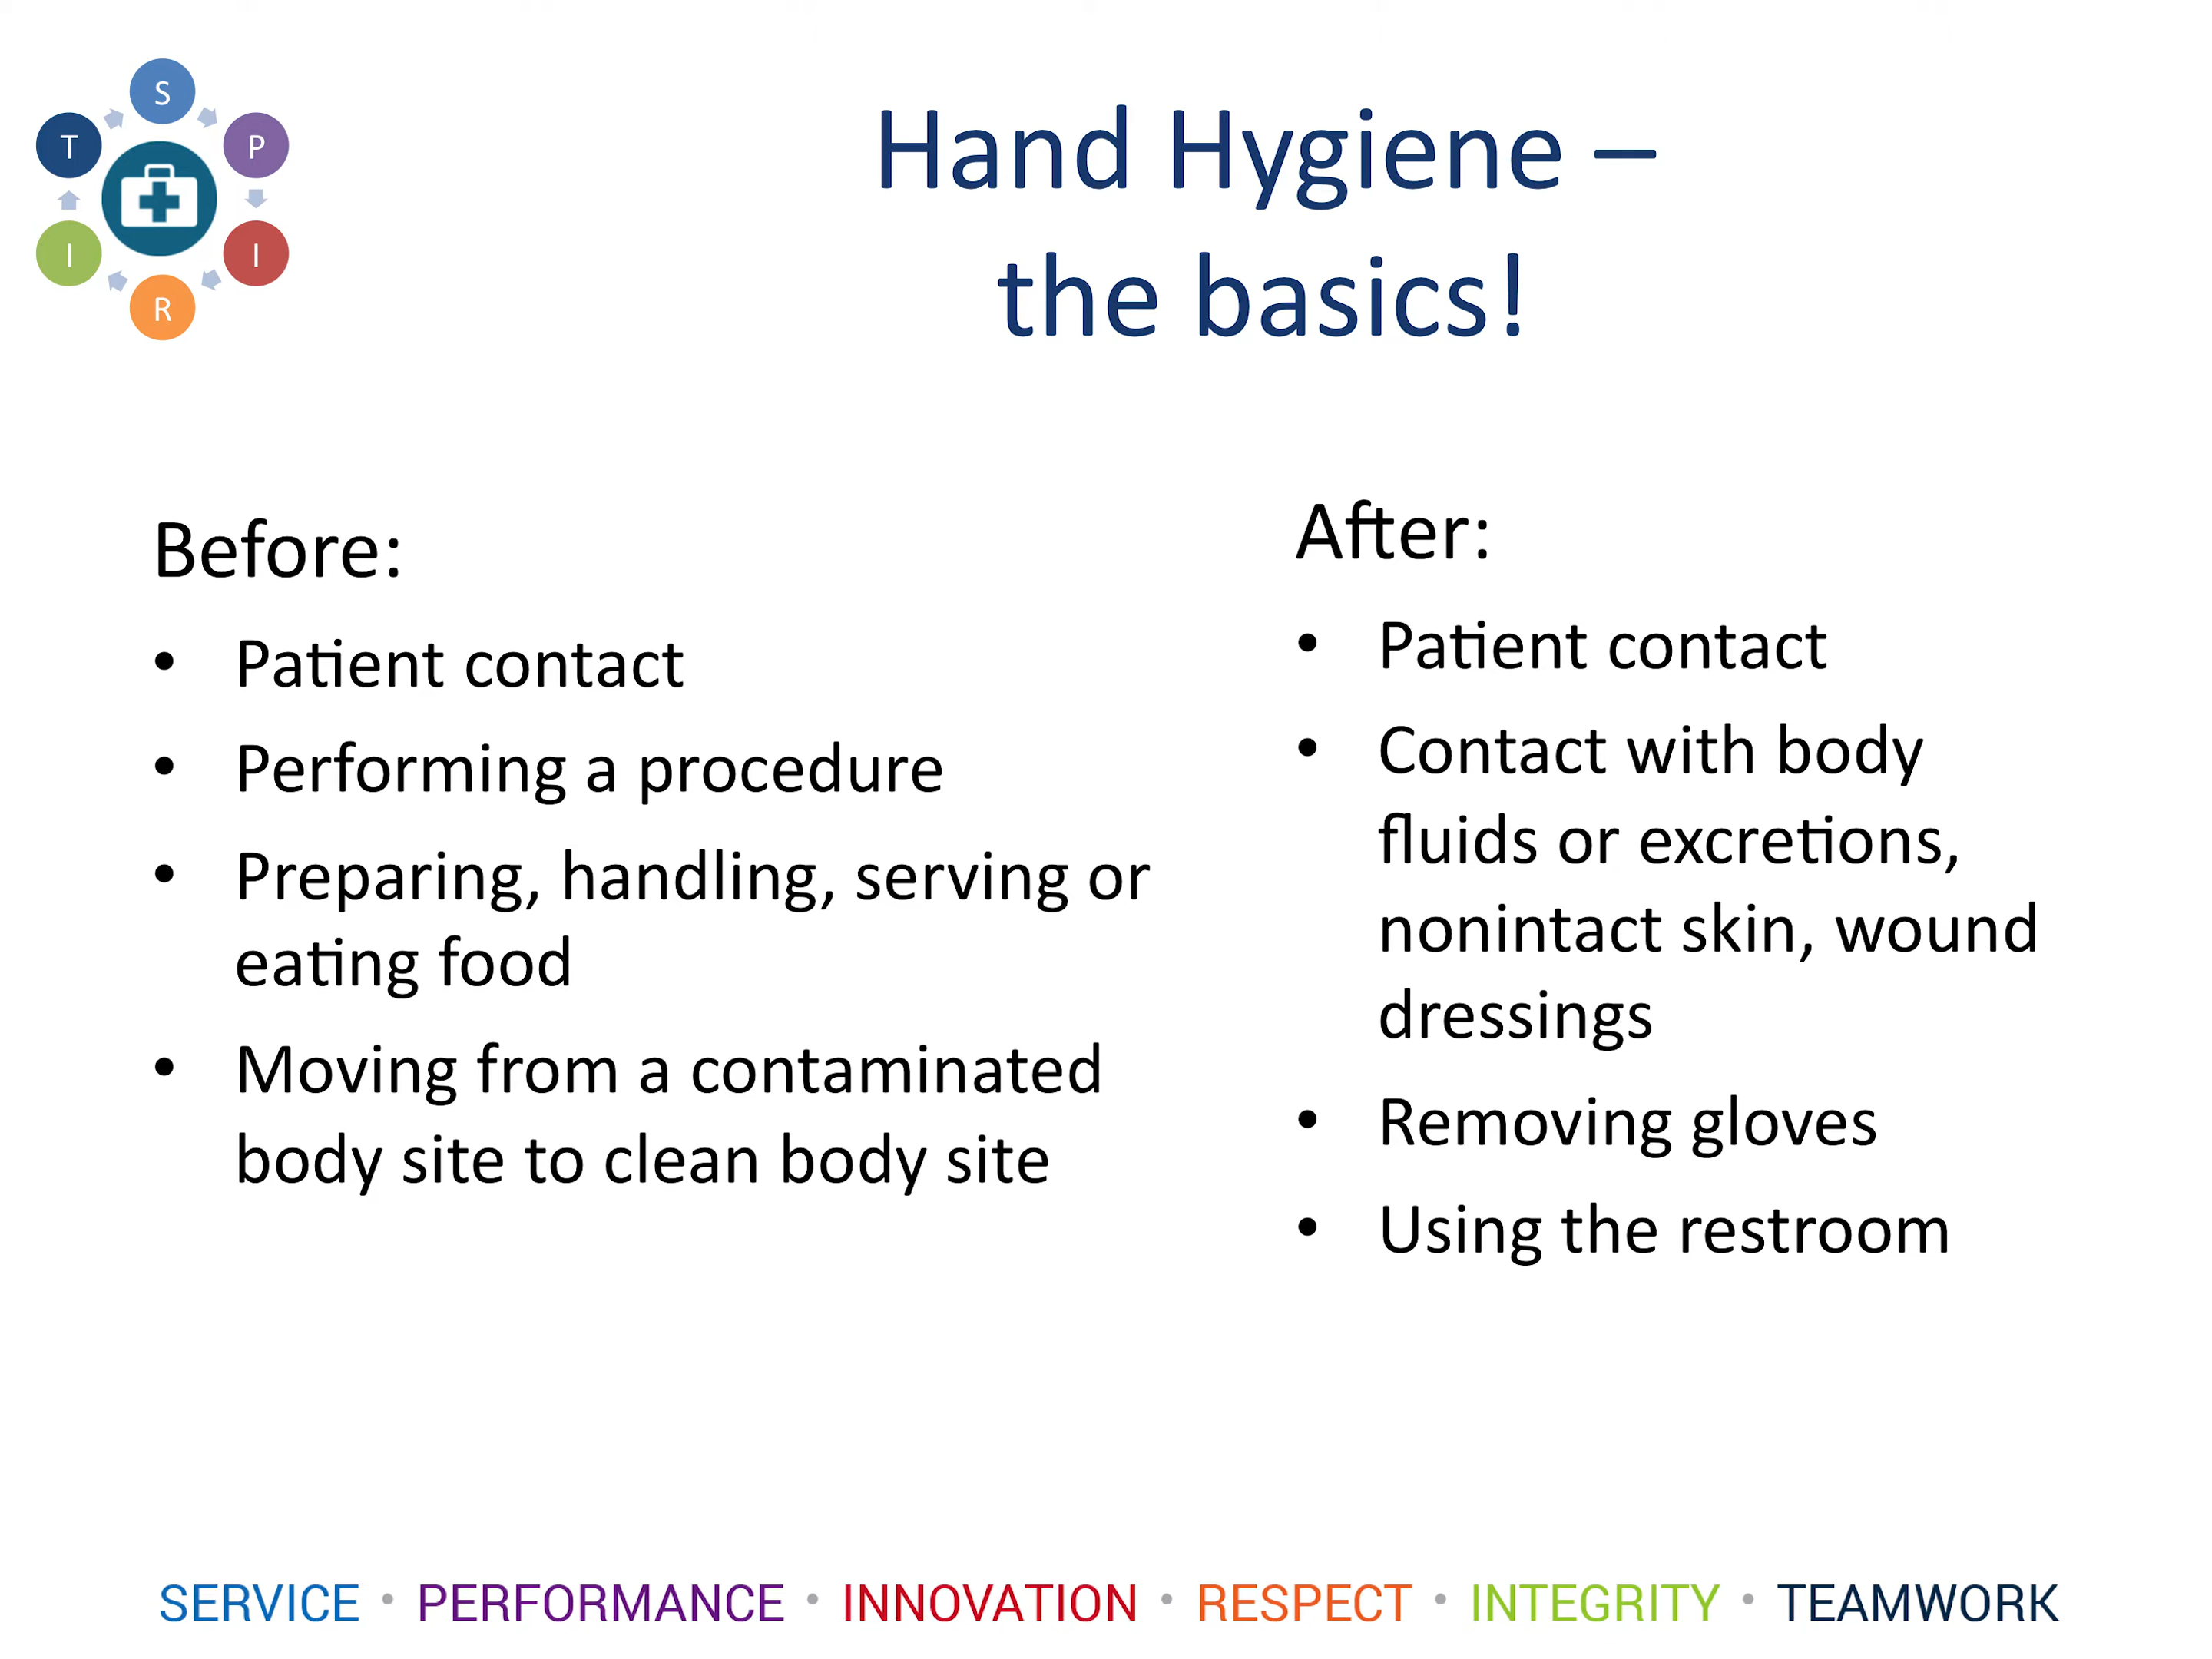 S
P
I
R
I
T
Hand Hygiene –
the basics!
Before:
• Patient contact
• Performing a procedure
• Preparing, handling, serving or
eating food
• Moving from a contaminated
body site to clean body site
After:
• Patient contact
• Contact with body
fluids or excretions,
nonintact skin, wound
dressings
• Removing gloves
• Using the restroom
SERVICE • PERFORMANCE • INNOVATION • RESPECT • INTEGRITY • TEAMWORK